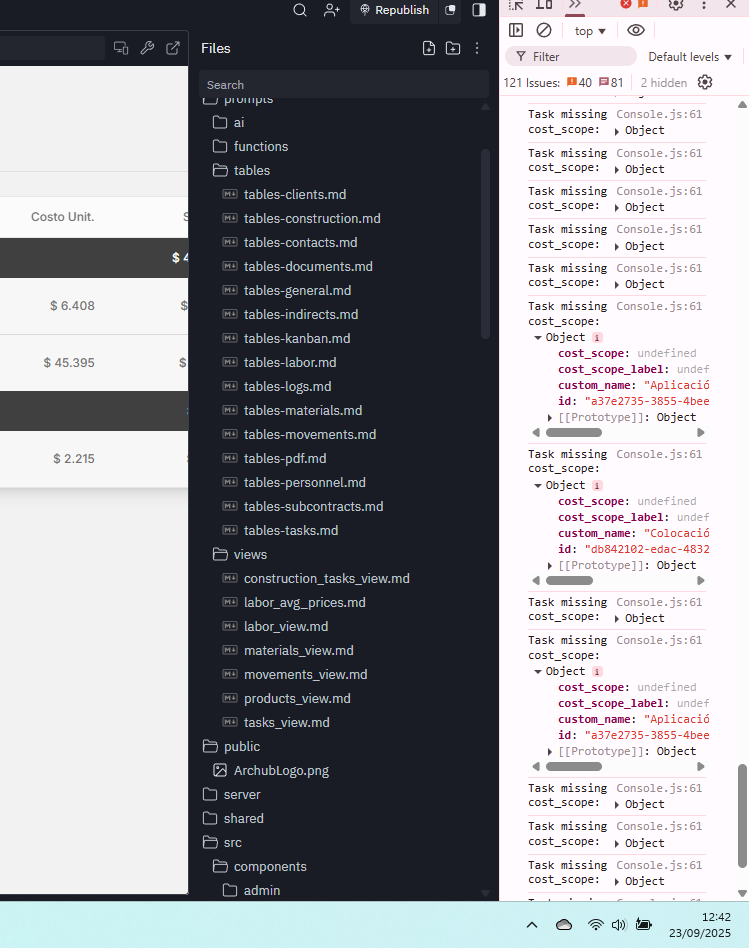 Republish
Costo Unit.
$ 4
$ 6.408
$
$ 45.395
$
$ 2.215
Files
Search
prompts
ai
functions
tables
tables-clients.md
tables-construction.md
tables-contacts.md
tables-documents.md
tables-general.md
tables-indirects.md
tables-kanban.md
tables-labor.md
tables-logs.md
tables-materials.md
tables-movements.md
tables-pdf.md
tables-personnel.md
tables-subcontracts.md
tables-tasks.md
views
construction_tasks_view.md
labor_avg_prices.md
labor_view.md
materials_view.md
movements_view.md
products_view.md
tasks_view.md
public
ArchubLogo.png
server
shared
src
components
admin
top
Filter
Default levels
121 Issues: 40 81 2 hidden
Task missing Console.js:61
cost_scope: Object
Task missing Console.js:61
cost_scope: Object
Task missing Console.js:61
cost_scope: Object
Task missing Console.js:61
cost_scope: Object
Task missing Console.js:61
cost_scope: Object
Task missing Console.js:61
cost_scope:
Object i
cost_scope: undefined
cost_scope_label: undef
custom_name: "Aplicació
id: "a37e2735-3855-4bee
[[Prototype]]: Object
Task missing Console.js:61
cost_scope:
Object i
cost_scope: undefined
cost_scope_label: undef
custom_name: "Colocació
id: "db842102-edac-4832
[[Prototype]]: Object
Task missing Console.js:61
cost_scope: Object
Task missing Console.js:61
cost_scope:
Object i
cost_scope: undefined
cost_scope_label: undef
custom_name: "Aplicació
id: "a37e2735-3855-4bee
[[Prototype]]: Object
Task missing Console.js:61
cost_scope: Object
Task missing Console.js:61
cost_scope: Object
Task missing Console.js:61
cost_scope: Object
12:42
23/09/2025